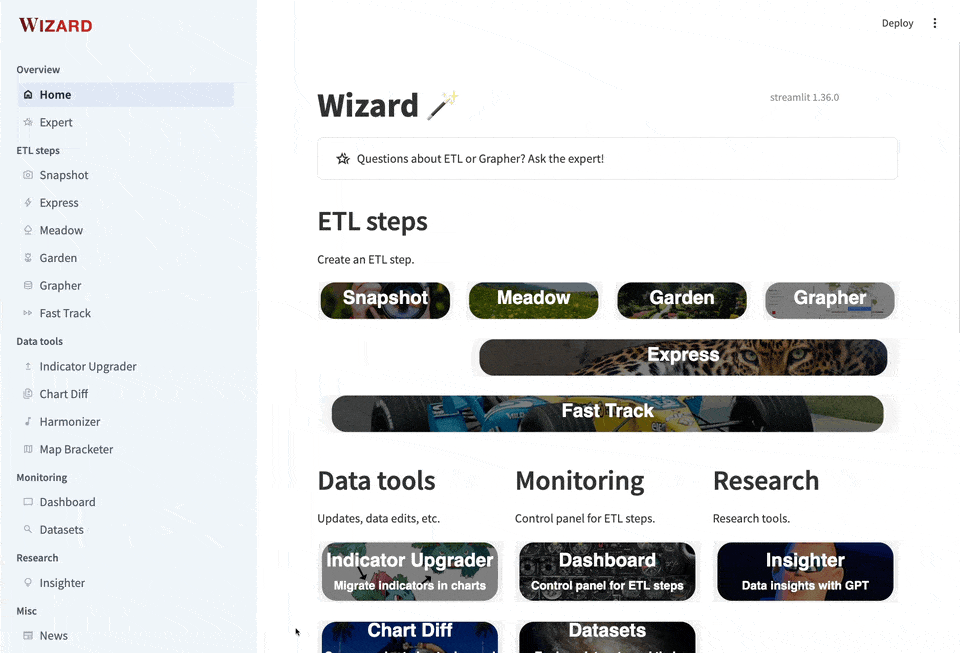 WIZARD
Overview
Home
Expert
ETL steps
Snapshot
Express
Meadow
Garden
Grapher
Fast Track
Data tools
Indicator Upgrader
Chart Diff
Harmonizer
Map Bracketer
Monitoring
Dashboard
Datasets
Research
Insighter
Misc
News
Deploy
Wizard
streamlit 1.36.0
Questions about ETL or Grapher? Ask the expert!
ETL steps
Create an ETL step.
Snapshot
Meadow
Garden
Grapher
Express
Fast Track
Data tools
Updates, data edits, etc.
Indicator Upgrader
Migrate indicators in charts
Chart Diff
Monitoring
Control panel for ETL steps.
Dashboard
Control panel for ETL steps
Datasets
Research
Research tools.
Insighter
Data insights with GPT